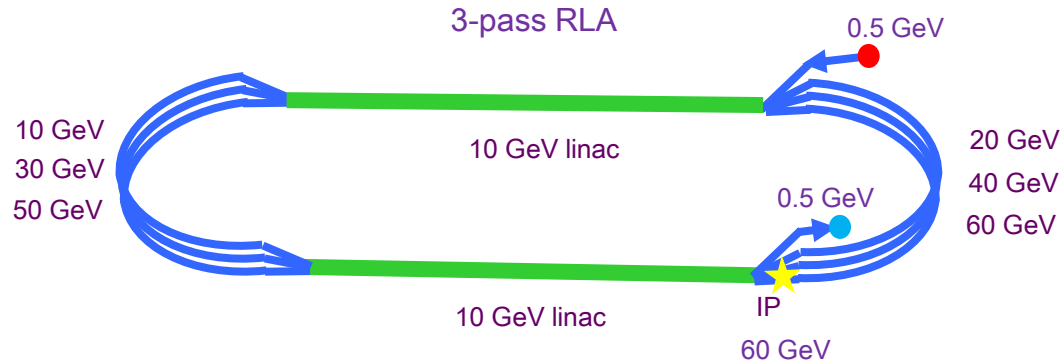 3-pass RLA
0.5 GeV
10 GeV
30 GeV
50 GeV
10 GeV linac
20 GeV
40 GeV
60 GeV
0.5 GeV
IP
10 GeV linac
60 GeV